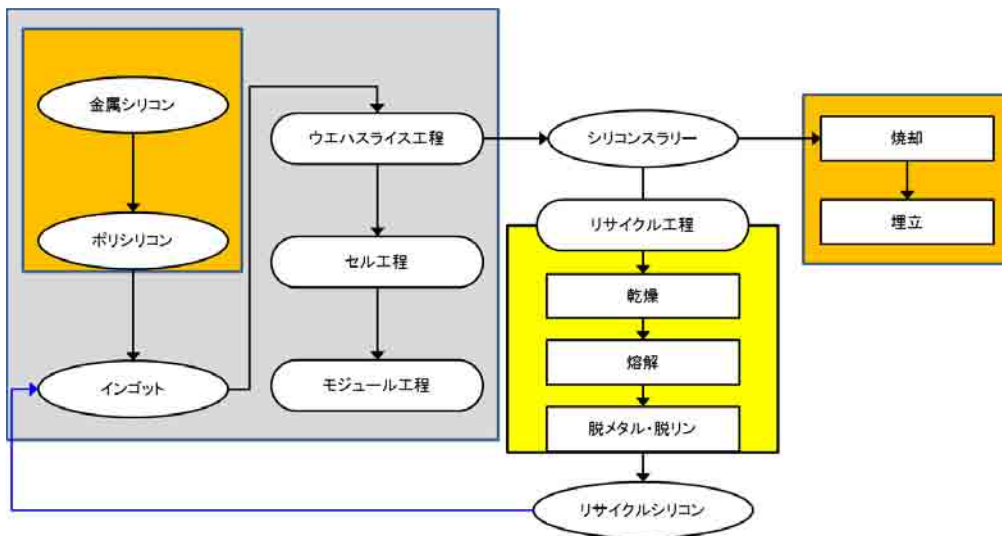 金属シリコン
ポリシリコン
インゴット
ウエハスライス工程
セル工程
モジュール工程
シリコンスラリー
リサイクル工程
乾燥
熔解
脱メタル・脱リン
リサイクルシリコン
焼却
埋立